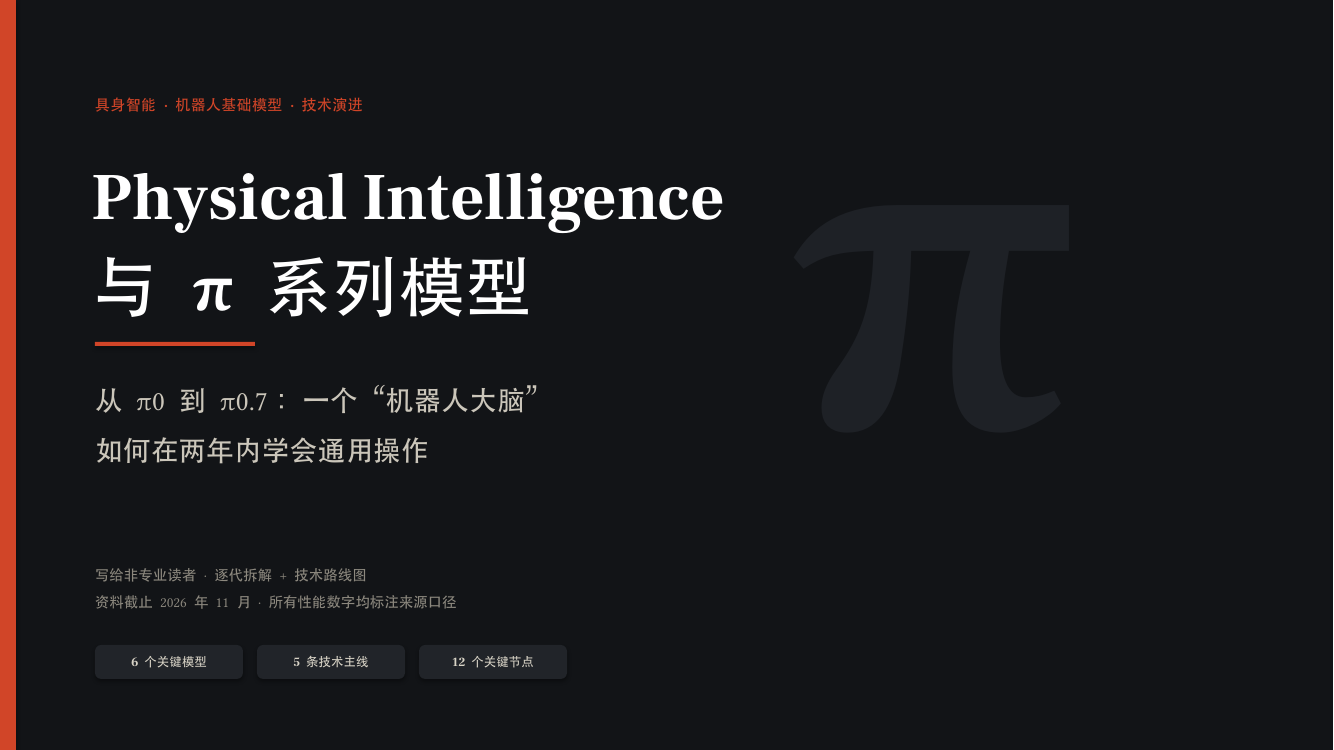 具身智能 · 机器人基础模型 · 技术演进
Physical Intelligence
与 π 系列模型
π
从 π0 到 π0.7：一个“机器人大脑”
如何在两年内学会通用操作
写给非专业读者 · 逐代拆解 + 技术路线图
资料截止 2026 年 11 月 · 所有性能数字均标注来源口径
6 个关键模型
5 条技术主线
12 个关键节点